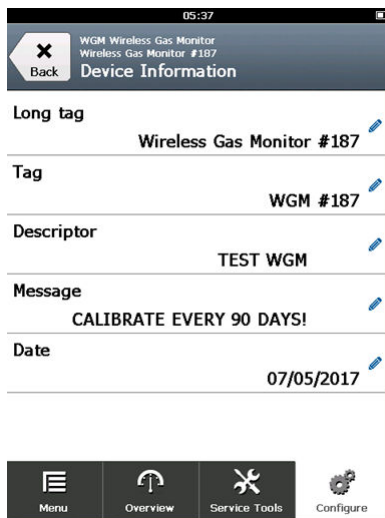 05:37
WGM Wireless Gas Monitor
Wireless Gas Monitor #187
Back
Device Information
Long tag
Wireless Gas Monitor #187
Tag
WGM #187
Descriptor
TEST WGM
Message
CALIBRATE EVERY 90 DAYS!
Date
07/05/2017
Menu
Overview
Service Tools
Configure